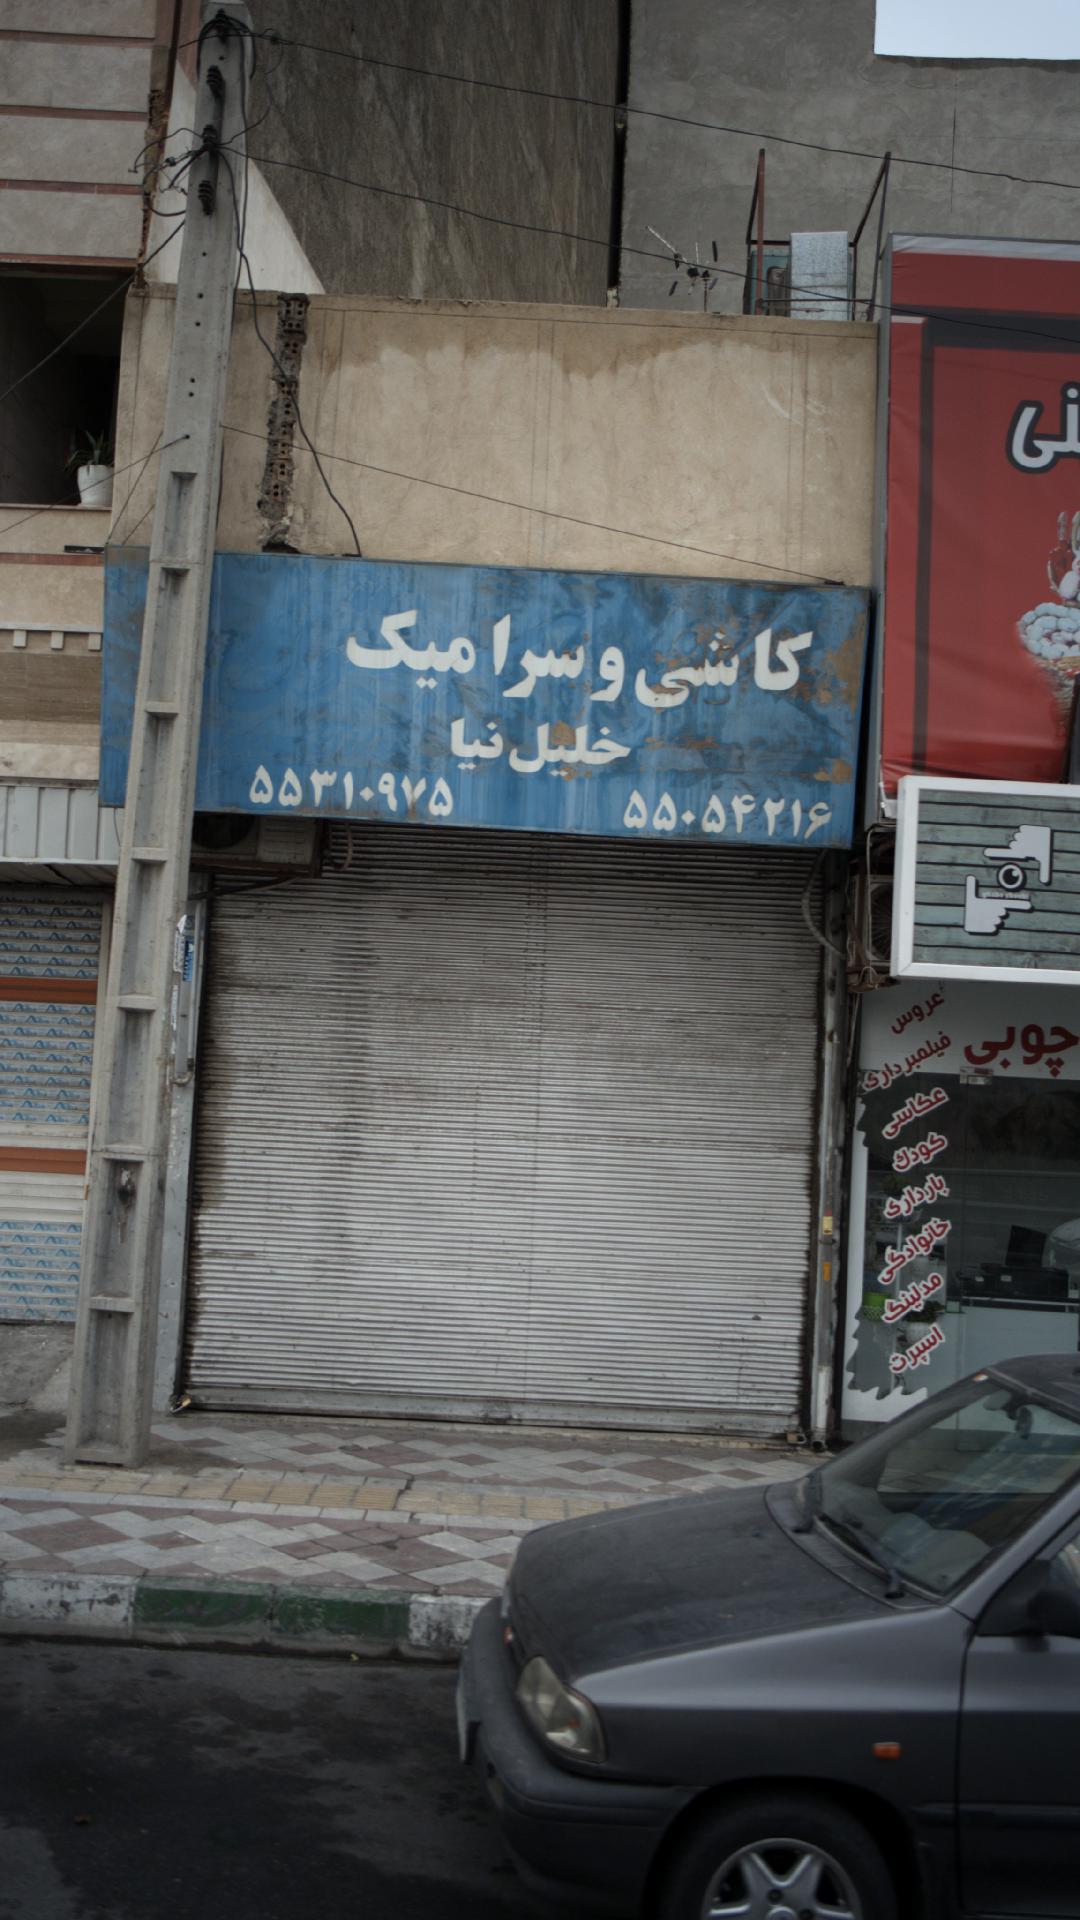 کاشی و سرامیک
خلیل نیا
۵۵۳۱۰۹۷۵
۵۵۰۵۴۲۱۶
چوبی
عروس
فیلمبرداری
عکاسی
کودک
بارداری
خانوادگی
مدلینگ
اسپرت